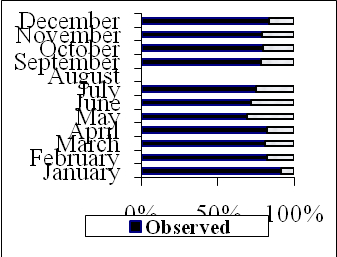 December
November
October
September
August
July
June
May
April
March
February
January
0% 50% 100%
Observed